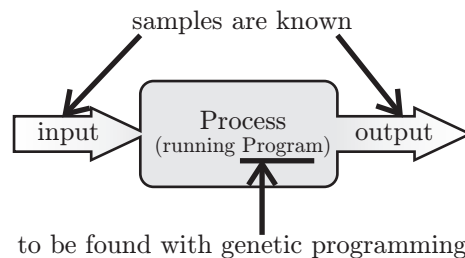 samples are known
input
Process
(running Program)
output
to be found with genetic programming